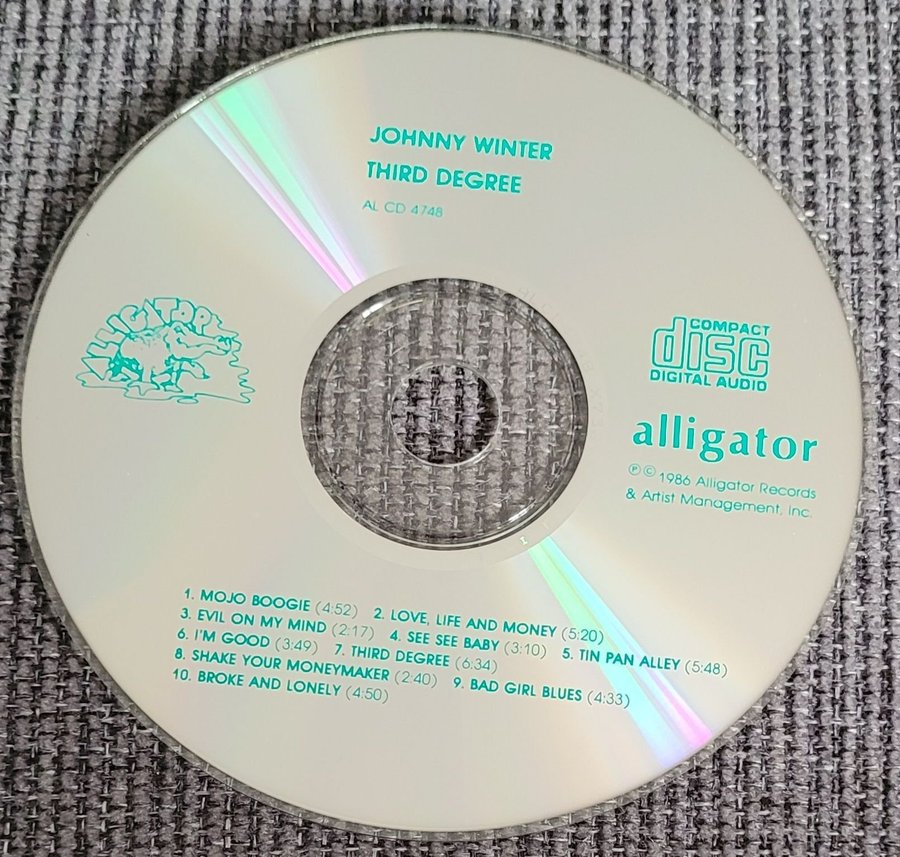 JOHNNY WINTER
THIRD DEGREE
AL CD 4748
ALLIGATOR
COMPACT
disc
DIGITAL AUDIO
alligator
℗ © 1986 Alligator Records
& Artist Management, Inc.
1. MOJO BOOGIE (4:52) 2. LOVE, LIFE AND MONEY (5:20)
3. EVIL ON MY MIND (2:17) 4. SEE SEE BABY (3:10) 5. TIN PAN ALLEY (5:48)
6. I'M GOOD (3:49) 7. THIRD DEGREE (6:34)
8. SHAKE YOUR MONEYMAKER (2:40) 9. BAD GIRL BLUES (4:33)
10. BROKE AND LONELY (4:50)